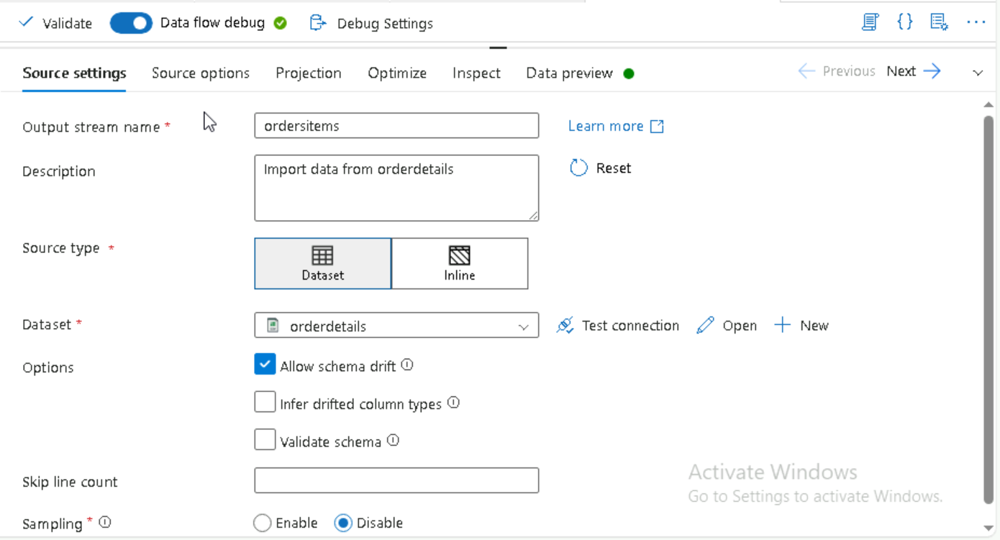 Validate Data flow debug Debug Settings {} ...
Source settings Source options Projection Optimize Inspect Data preview Previous Next
Output stream name * ordersitems Learn more
Description Import data from orderdetails Reset
Source type *
Dataset Inline
Dataset * orderdetails Test connection Open New
Options Allow schema drift
Infer drifted column types
Validate schema
Skip line count
Activate Windows
Go to Settings to activate Windows.
Sampling * Enable Disable